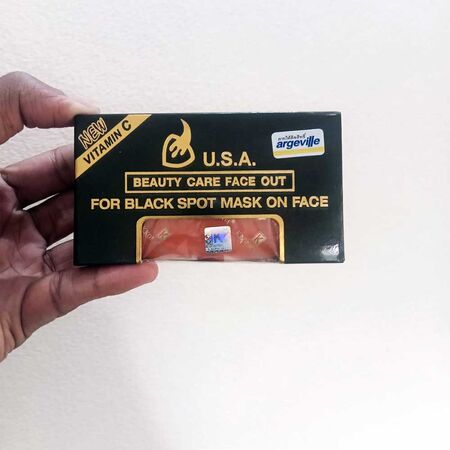 NEW
VITAMIN C
U.S.A.
argeville
BEAUTY CARE FACE OUT
FOR BLACK SPOT MASK ON FACE
K